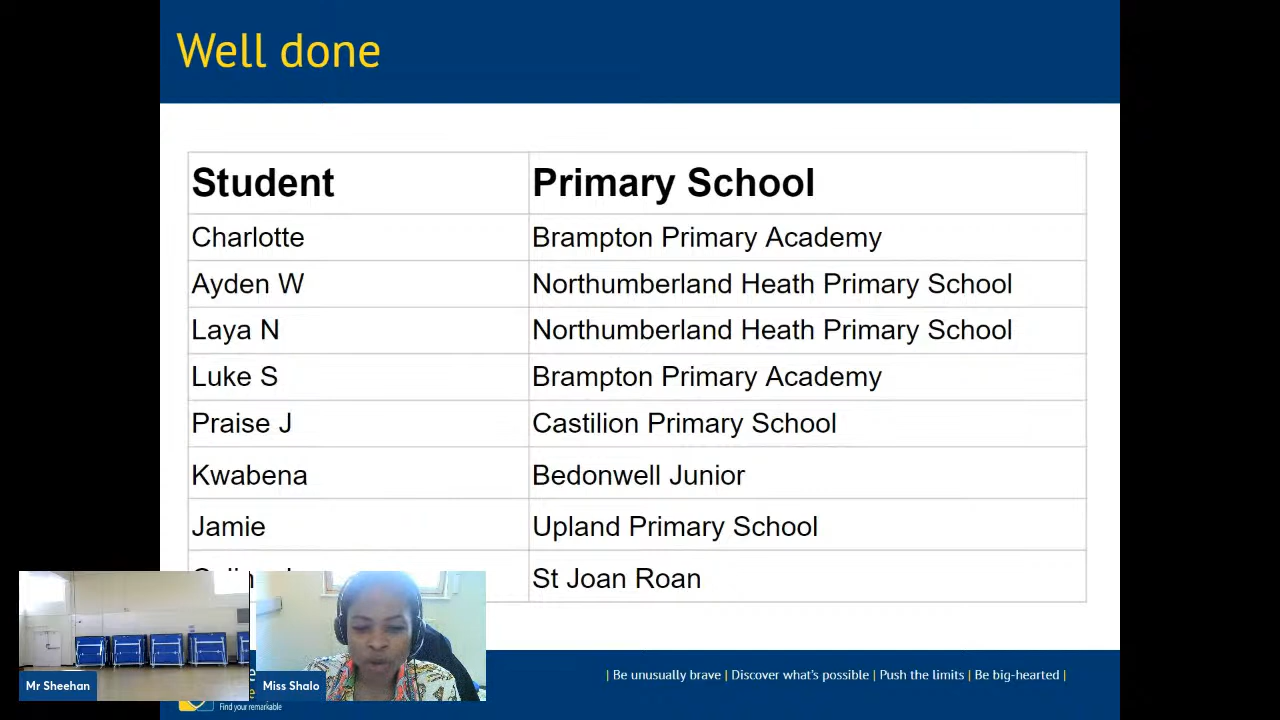 Well done
Student Primary School
Charlotte Brampton Primary Academy
Ayden W Northumberland Heath Primary School
Laya N Northumberland Heath Primary School
Luke S Brampton Primary Academy
Praise J Castilion Primary School
Kwabena Bedonwell Junior
Jamie Upland Primary School
St Joan Roan
Mr Sheehan
Miss Shalo
| Be unusually brave | Discover what's possible | Push the limits | Be big-hearted |
Find your remarkable